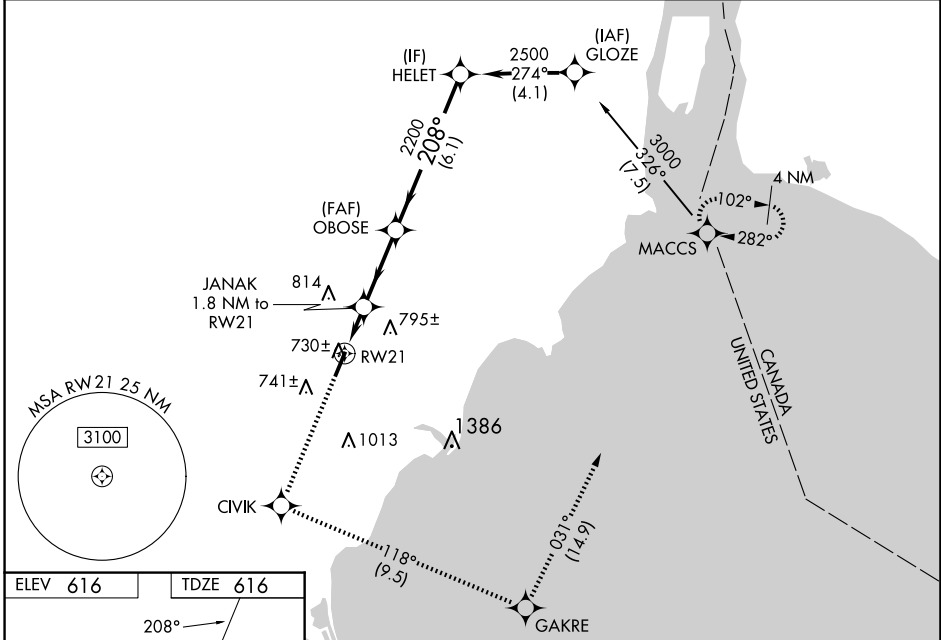 (IF)
HELET
2500
274°
(4.1)
(IAF)
GLOZE
2200
208°
(6.1)
3000
326°
(7.5)
4 NM
102°
282°
MACCS
(FAF)
OBOSE
JANAK
1.8 NM to
RW21
814
795±
730±
RW21
741±
CANADA
UNITED STATES
MSA RW21 25 NM
3100
1013
1386
CIVIK
118°
(9.5)
031°
(14.9)
GAKRE
ELEV 616
TDZE 616
208°